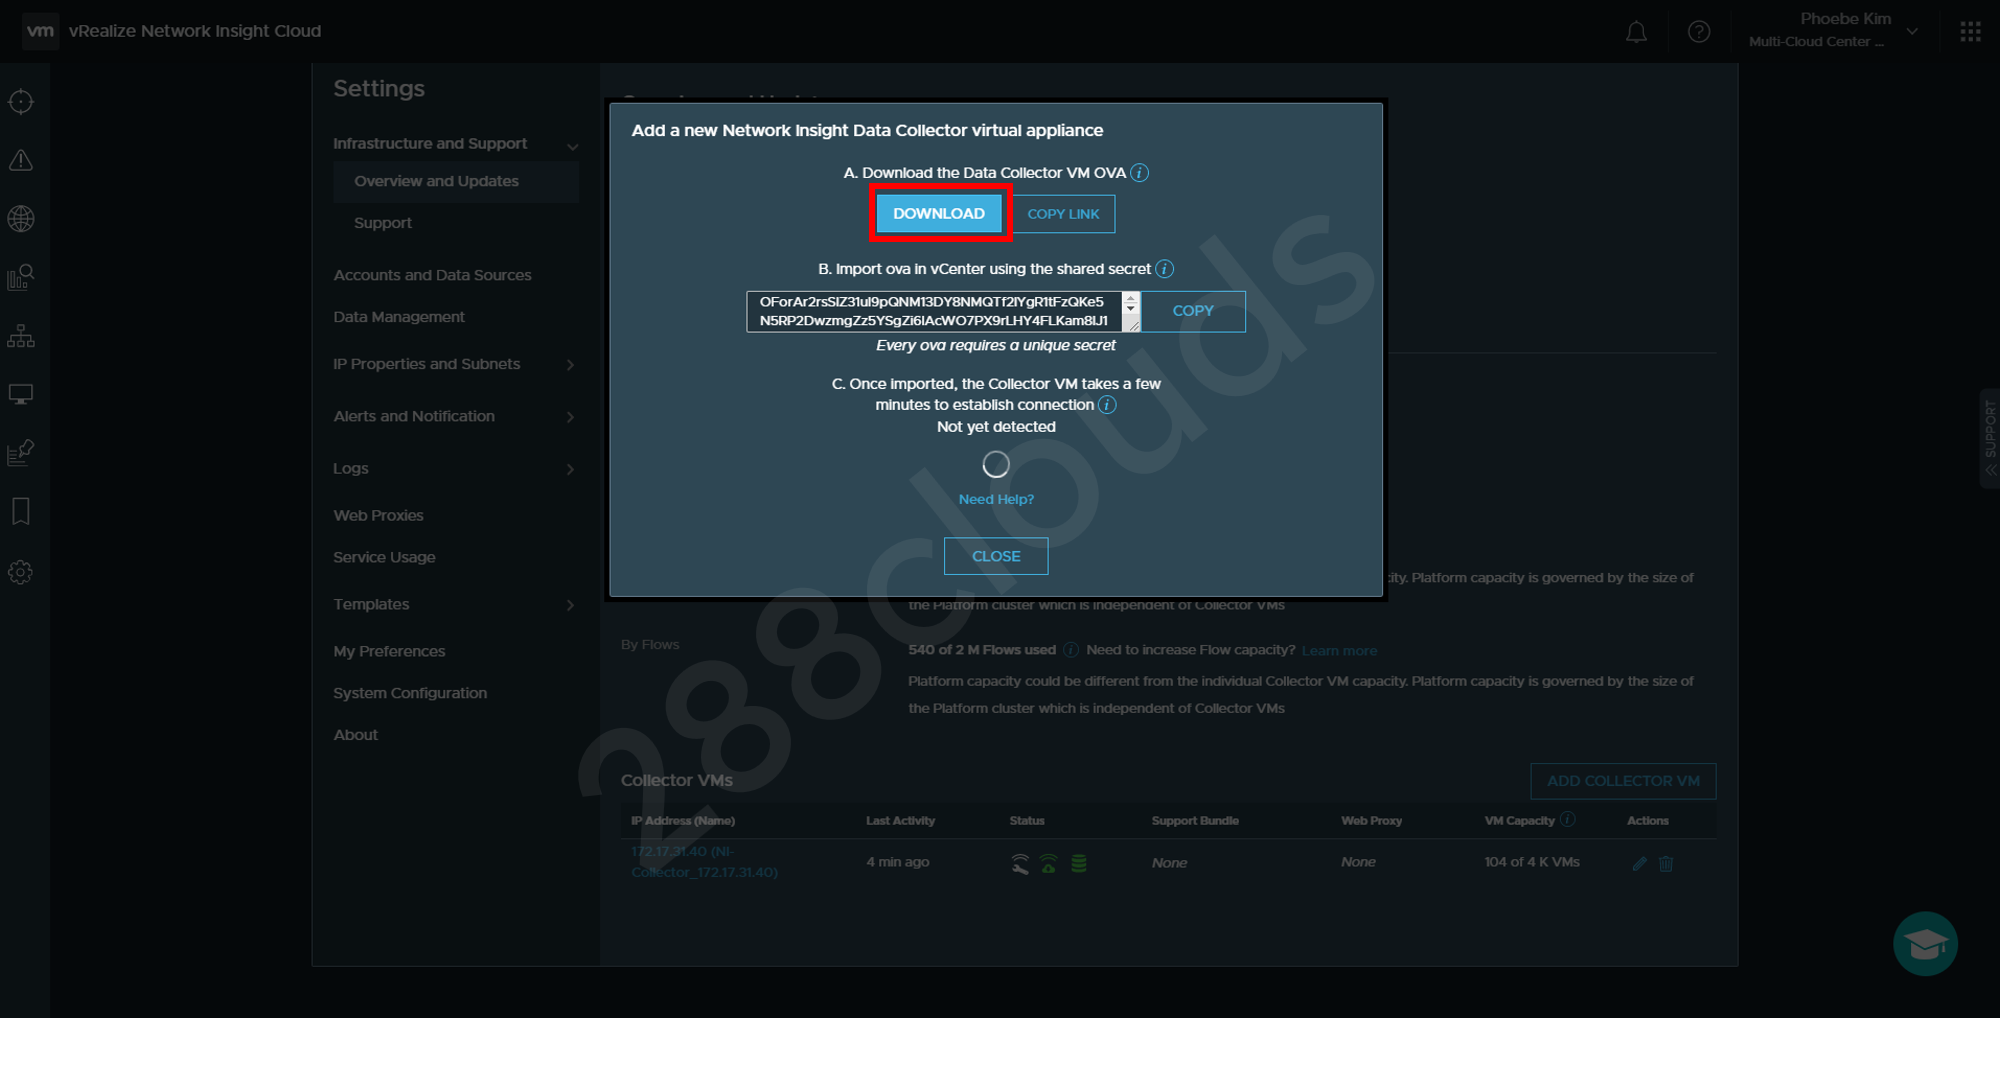 vm vRealize Network Insight Cloud
Phoebe Kim
Multi-Cloud Center ...
Settings
Infrastructure and Support
Overview and Updates
Support
Accounts and Data Sources
Data Management
IP Properties and Subnets
Alerts and Notification
Logs
Web Proxies
Service Usage
Templates
My Preferences
System Configuration
About
Add a new Network Insight Data Collector virtual appliance
A. Download the Data Collector VM OVA
DOWNLOAD COPY LINK
B. Import ova in vCenter using the shared secret
OForAr2rsSIZ31ul9pQNM13DY8NMQTf2IYgR1tFzQKe5
N5RP2DwzmgZz5YSgZi6IAcWO7PX9rLHY4FLKam8IJ1
COPY
Every ova requires a unique secret
C. Once imported, the Collector VM takes a few
minutes to establish connection
Not yet detected
Need Help?
CLOSE
city. Platform capacity is governed by the size of
the Platform cluster which is independent of Collector VMs
By Flows
540 of 2 M Flows used Need to increase Flow capacity? Learn more
Platform capacity could be different from the individual Collector VM capacity. Platform capacity is governed by the size of
the Platform cluster which is independent of Collector VMs
Collector VMs
ADD COLLECTOR VM
IP Address (Name) Last Activity Status Support Bundle Web Proxy VM Capacity Actions
172.17.31.40 (NI-
Collector_172.17.31.40)
4 min ago None None 104 of 4 K VMs
SUPPORT
288clouds